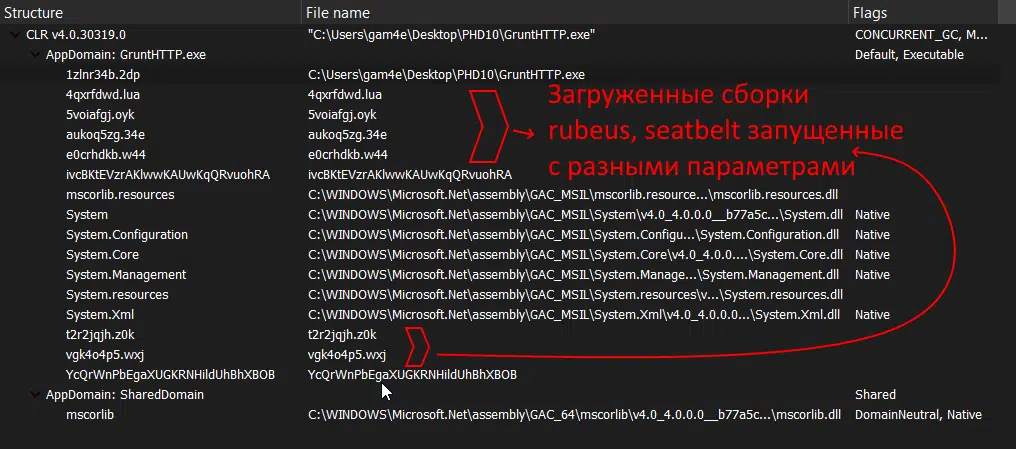 Structure File name Flags
CLR v4.0.30319.0 "C:\Users\gam4e\Desktop\PHD10\GruntHTTP.exe" CONCURRENT_GC, M...
AppDomain: GruntHTTP.exe Default, Executable
1zlnr34b.2dp C:\Users\gam4e\Desktop\PHD10\GruntHTTP.exe
4qxrfdwd.lua 4qxrfdwd.lua
5voiafgj.oyk 5voiafgj.oyk
aukoq5zg.34e aukoq5zg.34e
e0crhdkb.w44 e0crhdkb.w44
ivcBKtEVzrAKlwwKAUwKqQRvuohRA ivcBKtEVzrAKlwwKAUwKqQRvuohRA
Загруженные сборки
rubeus, seatbelt запущенные
с разными параметрами
mscorlib.resources C:\WINDOWS\Microsoft.Net\assembly\GAC_MSIL\mscorlib.resource...\mscorlib.resources.dll
System C:\WINDOWS\Microsoft.Net\assembly\GAC_MSIL\System\v4.0_4.0.0.0__b77a5c...\System.dll Native
System.Configuration C:\WINDOWS\Microsoft.Net\assembly\GAC_MSIL\System.Configu...\System.Configuration.dll Native
System.Core C:\WINDOWS\Microsoft.Net\assembly\GAC_MSIL\System.Core\v4.0_4.0.0....\System.Core.dll Native
System.Management C:\WINDOWS\Microsoft.Net\assembly\GAC_MSIL\System.Manage...\System.Management.dll Native
System.resources C:\WINDOWS\Microsoft.Net\assembly\GAC_MSIL\System.resources\v...\System.resources.dll
System.Xml C:\WINDOWS\Microsoft.Net\assembly\GAC_MSIL\System.Xml\v4.0_4.0.0.0...\System.Xml.dll Native
t2r2jqjh.z0k t2r2jqjh.z0k
vgk4o4p5.wxj vgk4o4p5.wxj
YcQrWnPbEgaXUGKRNHildUhBhXBOB YcQrWnPbEgaXUGKRNHildUhBhXBOB
AppDomain: SharedDomain Shared
mscorlib C:\WINDOWS\Microsoft.Net\assembly\GAC_64\mscorlib\v4.0_4.0.0.0__b77a5c...\mscorlib.dll DomainNeutral, Native